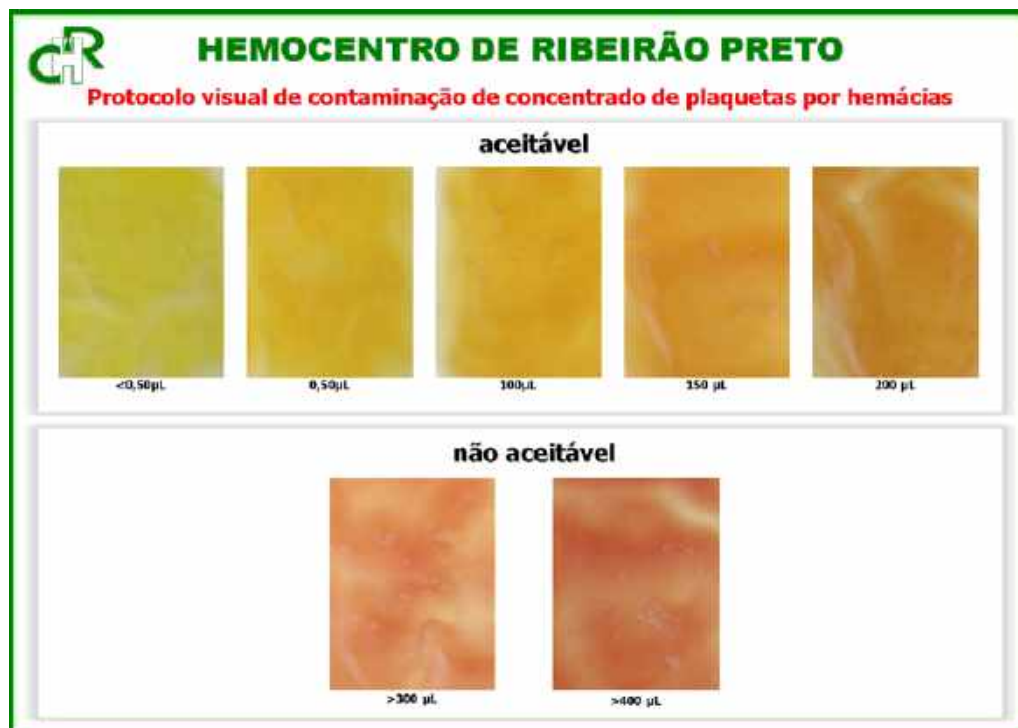 CHR
HEMOCENTRO DE RIBEIRÃO PRETO
Protocolo visual de contaminação de concentrado de plaquetas por hemácias
aceitável
<0,50µL
0,50µL
100µL
150 µL
200 µL
não aceitável
>300 µL
>400 µL